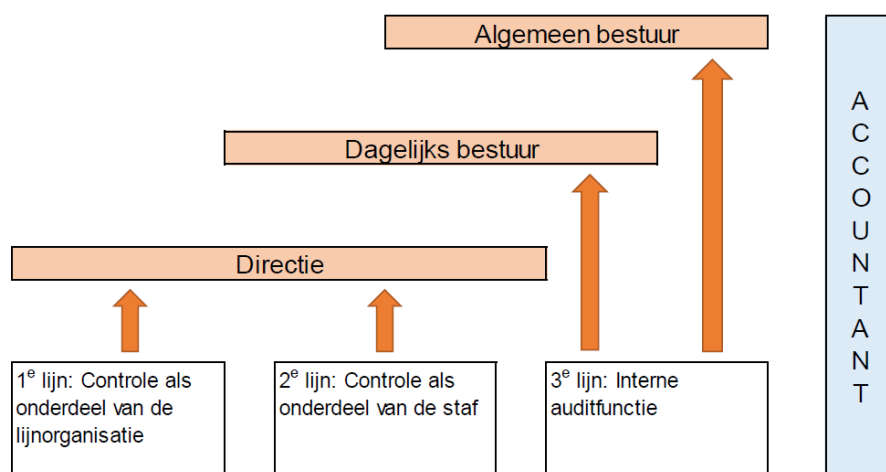 Algemeen bestuur
Dagelijks bestuur
Directie
1e lijn: Controle als
onderdeel van de
lijnorganisatie
2e lijn: Controle als
onderdeel van de staf
3e lijn: Interne
auditfunctie
A
C
C
O
U
N
T
A
N
T